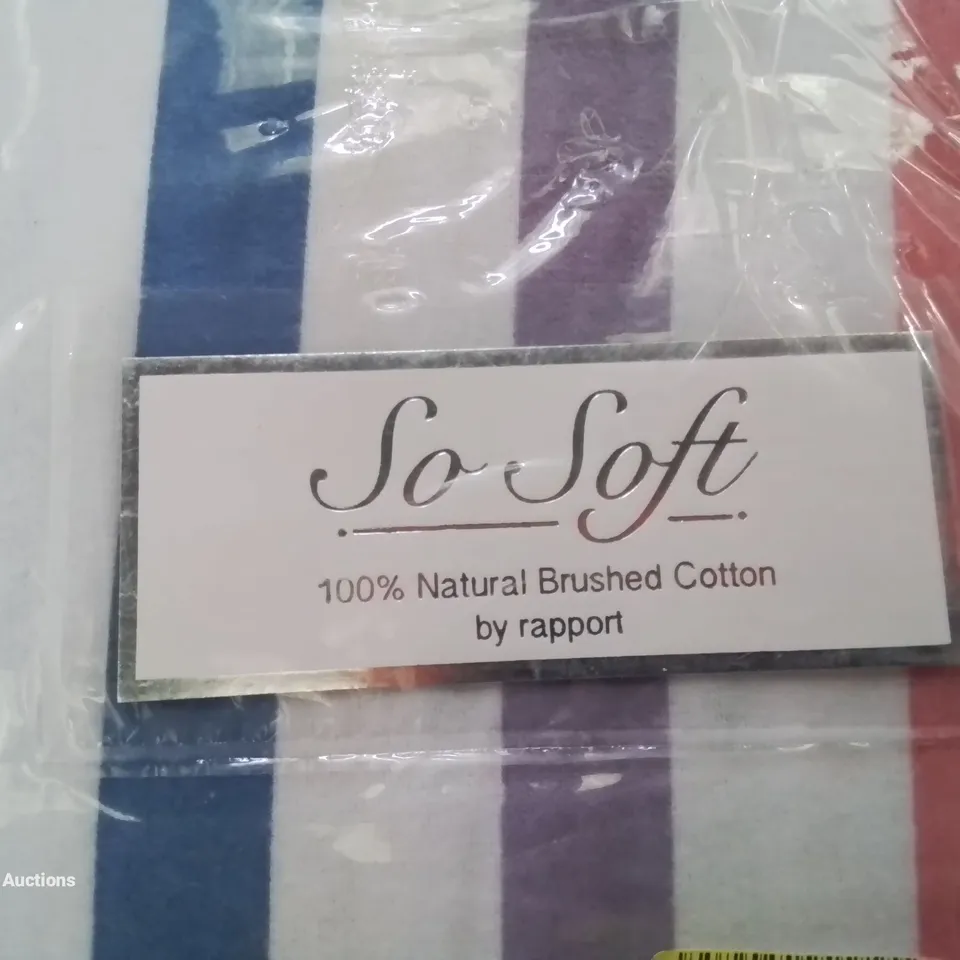 So Soft
100% Natural Brushed Cotton
by rapport
Auctions